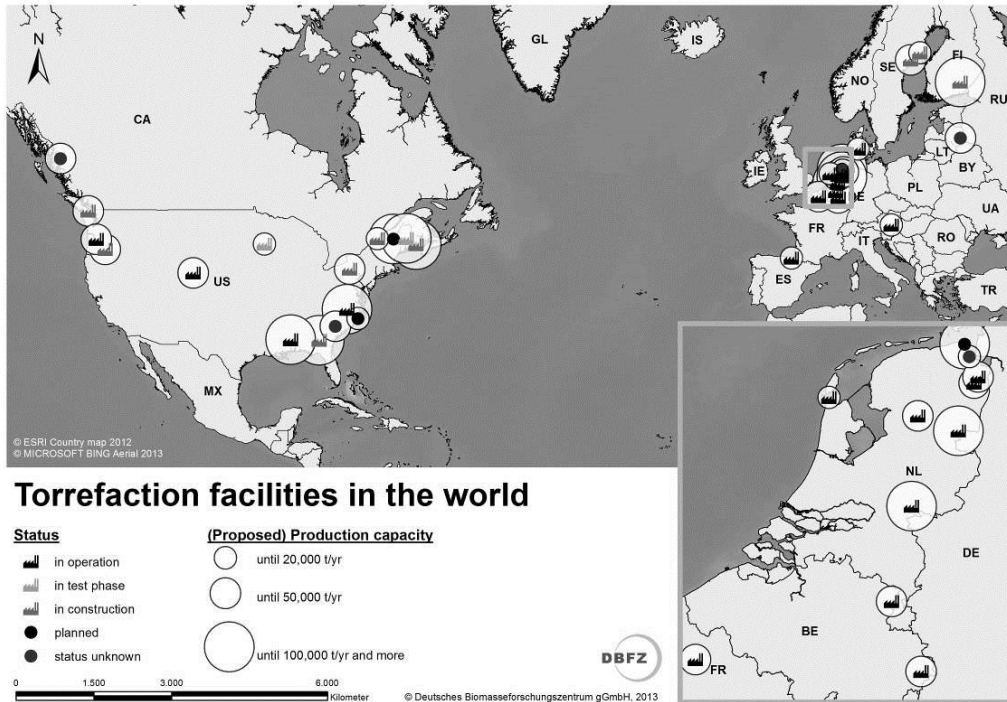 N
GL
IS
CA
NO
SE
FI
RU
LT
BY
IE
PL
DE
UA
FR
IT
RO
ES
TR
US
MX
© ESRI Country map 2012
© MICROSOFT BING Aerial 2013
NL
DE
BE
FR
Torrefaction facilities in the world
Status
in operation
in test phase
in construction
planned
status unknown
(Proposed) Production capacity
until 20,000 t/yr
until 50,000 t/yr
until 100,000 t/yr and more
DBFZ
0 1.500 3.000 6.000
Kilometer
© Deutsches Biomasseforschungszentrum gGmbH, 2013